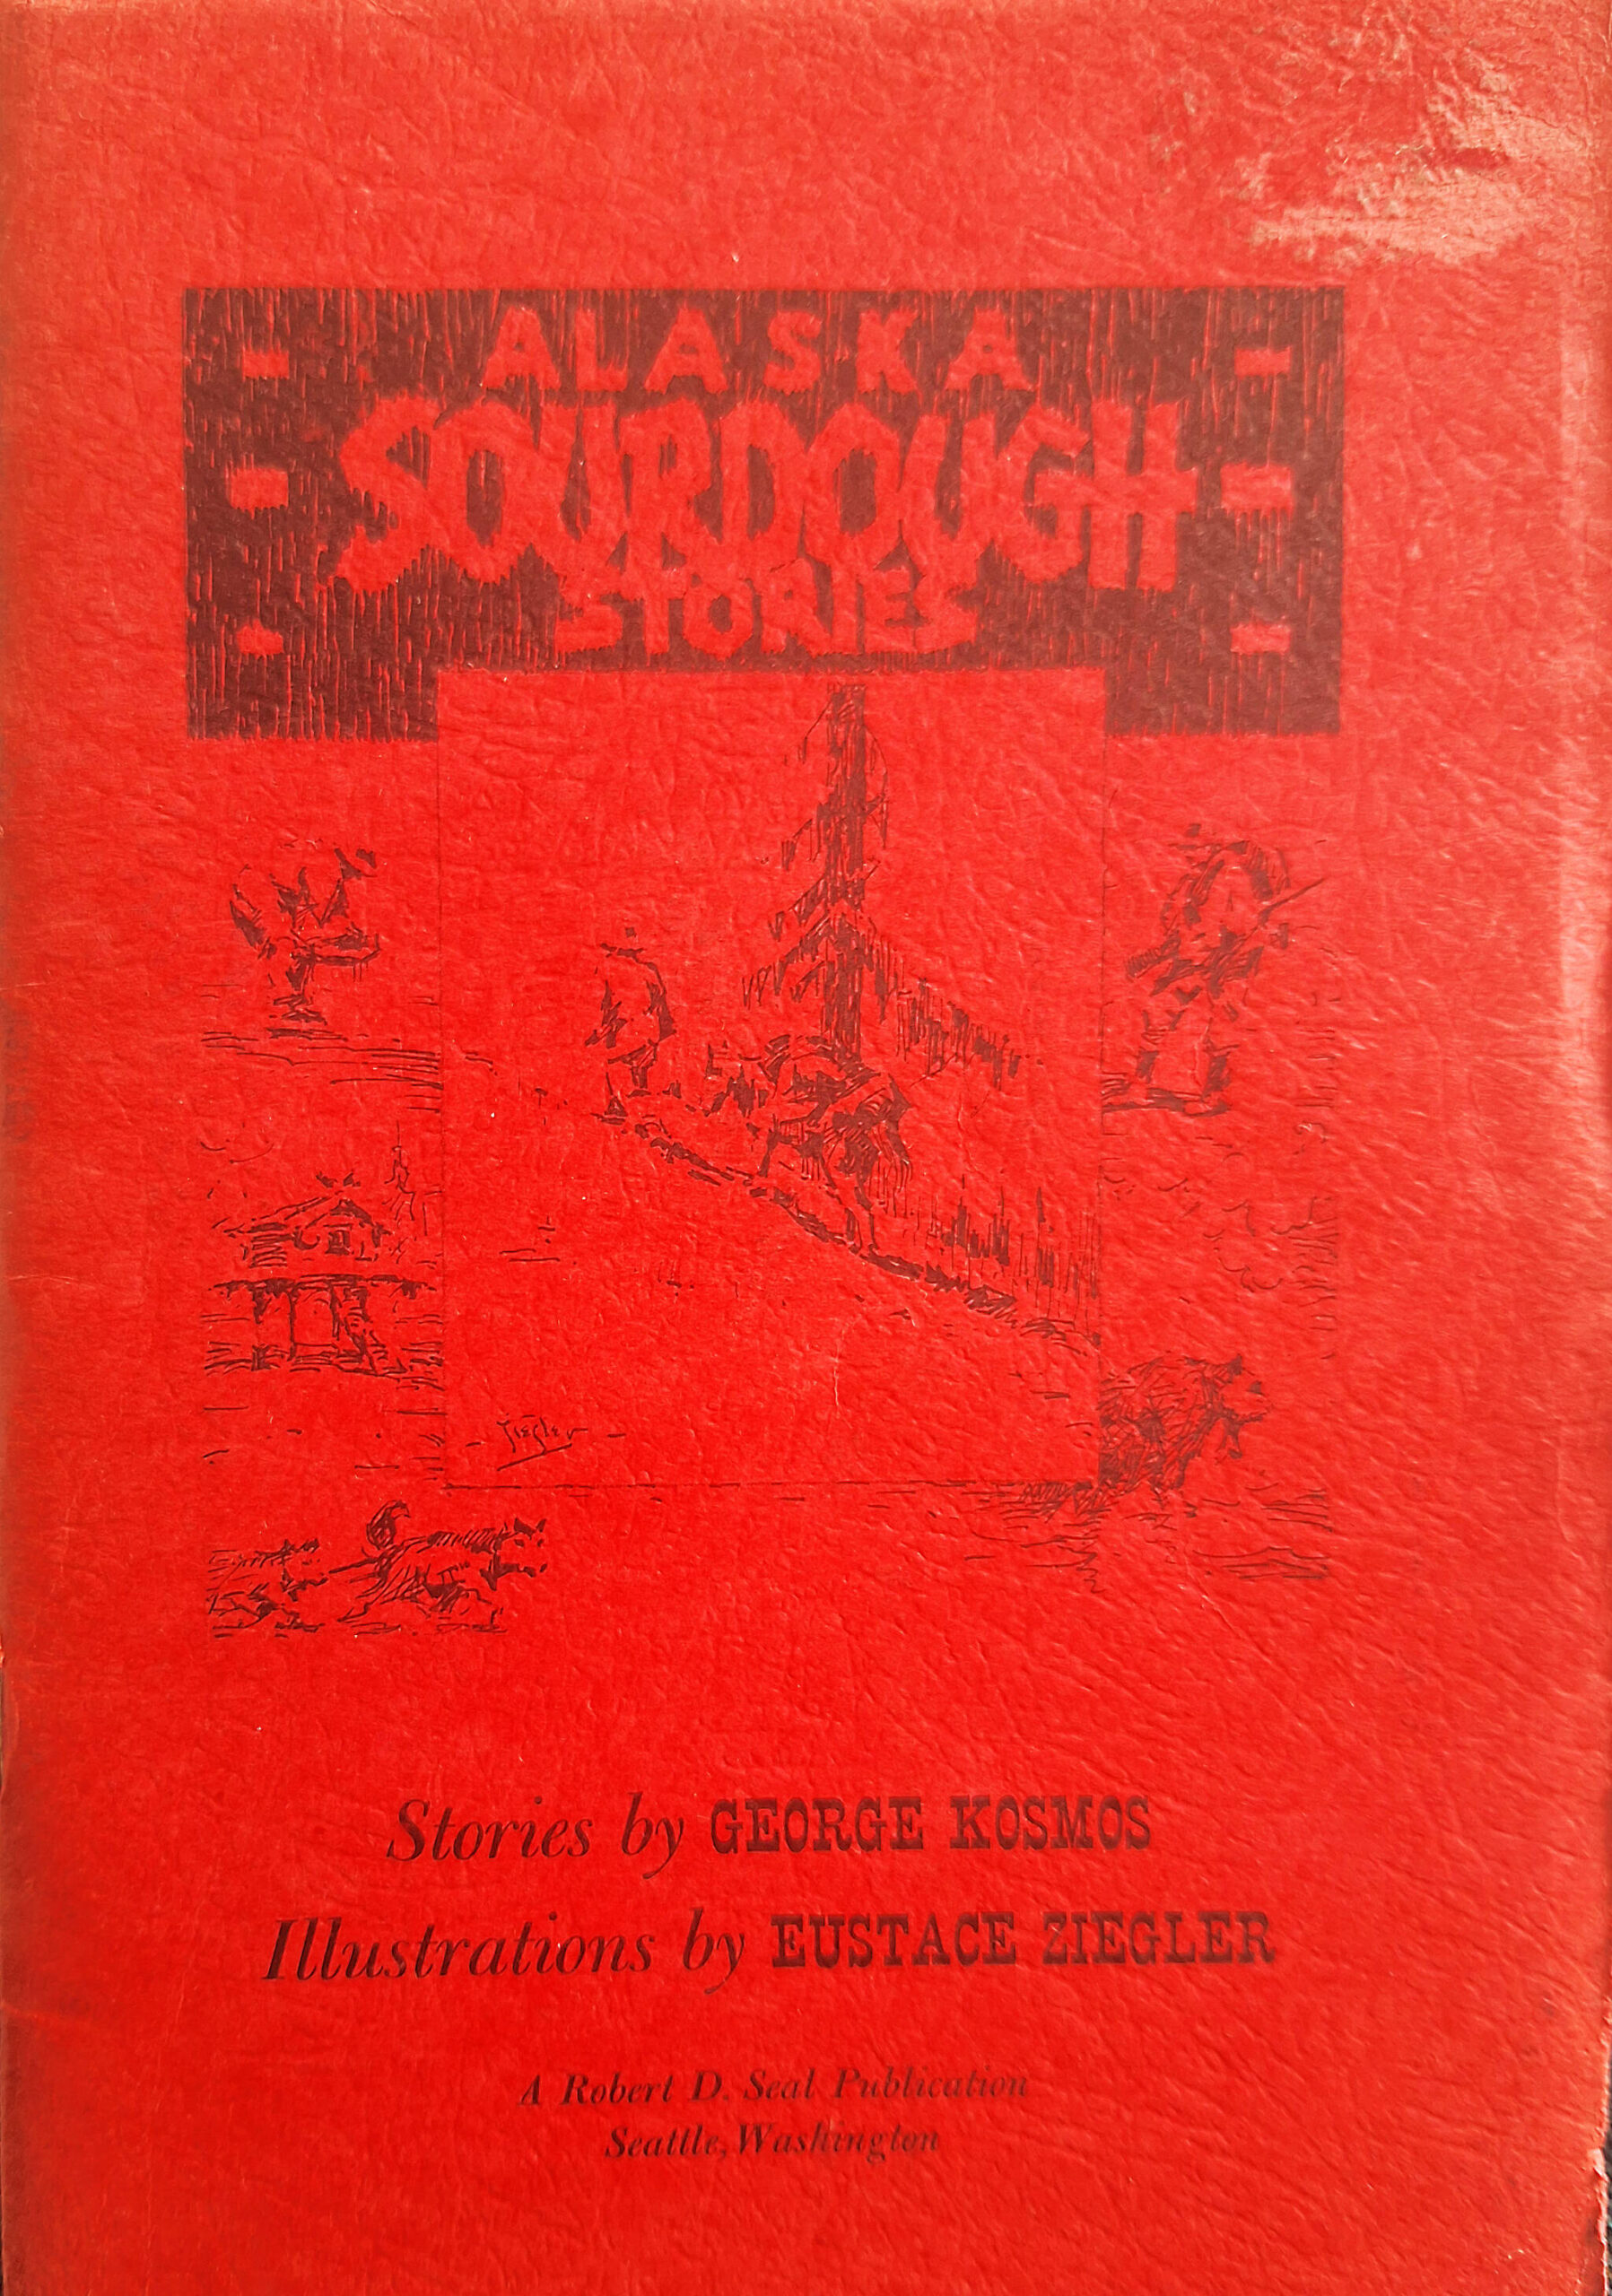 ALASKA
SOURDOUGH
STORIES
Ziegler
Stories by GEORGE KOSMOS
Illustrations by EUSTACE ZIEGLER
A Robert D. Seal Publication
Seattle, Washington